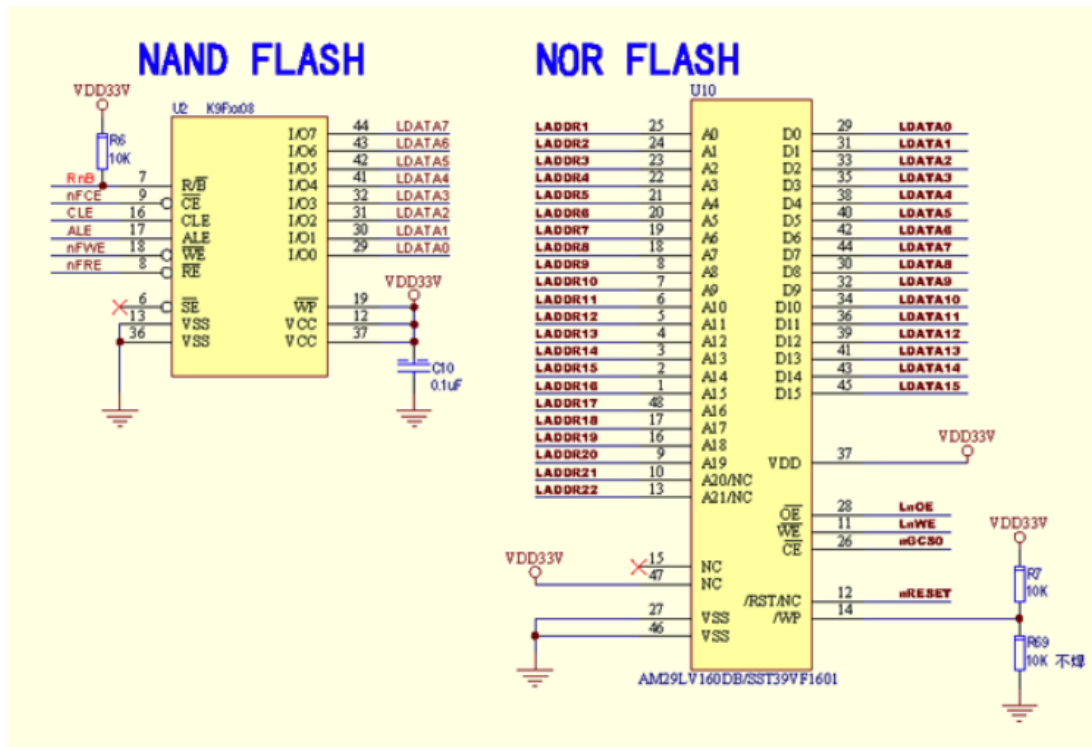 NAND FLASH
VDD33V
U2 K9Fxx08
R6
10K
RnB 7 R/B I/O7 44 LDATA7
nFCE 9 CE I/O6 43 LDATA6
CLE 16 CLE I/O5 42 LDATA5
ALE 17 ALE I/O4 41 LDATA4
nFWE 18 WE I/O3 32 LDATA3
nFRE 8 RE I/O2 31 LDATA2
I/O1 30 LDATA1
I/O0 29 LDATA0
VDD33V
6 SE WP 19
13 VSS VCC 12
36 VSS VCC 37
C10
0.1uF
NOR FLASH
U10
LADDR1 25 A0 D0 29 LDATA0
LADDR2 24 A1 D1 31 LDATA1
LADDR3 23 A2 D2 33 LDATA2
LADDR4 22 A3 D3 35 LDATA3
LADDR5 21 A4 D4 38 LDATA4
LADDR6 20 A5 D5 40 LDATA5
LADDR7 19 A6 D6 42 LDATA6
LADDR8 18 A7 D7 44 LDATA7
LADDR9 8 A8 D8 30 LDATA8
LADDR10 7 A9 D9 32 LDATA9
LADDR11 6 A10 D10 34 LDATA10
LADDR12 5 A11 D11 36 LDATA11
LADDR13 4 A12 D12 39 LDATA12
LADDR14 3 A13 D13 41 LDATA13
LADDR15 2 A14 D14 43 LDATA14
LADDR16 1 A15 D15 45 LDATA15
LADDR17 48 A16
LADDR18 17 A17
LADDR19 16 A18
LADDR20 9 A19 VDD 37 VDD33V
LADDR21 10 A20/NC
LADDR22 13 A21/NC
OE 28 LnOE
WE 11 LnWE
CE 26 nGCS0
VDD33V
15 NC
47 NC
/RST/NC 12 nRESET
27 VSS /WP 14
46 VSS
VDD33V
R7
10K
R69
10K 不焊
AM29LV160DB/SST39VF1601